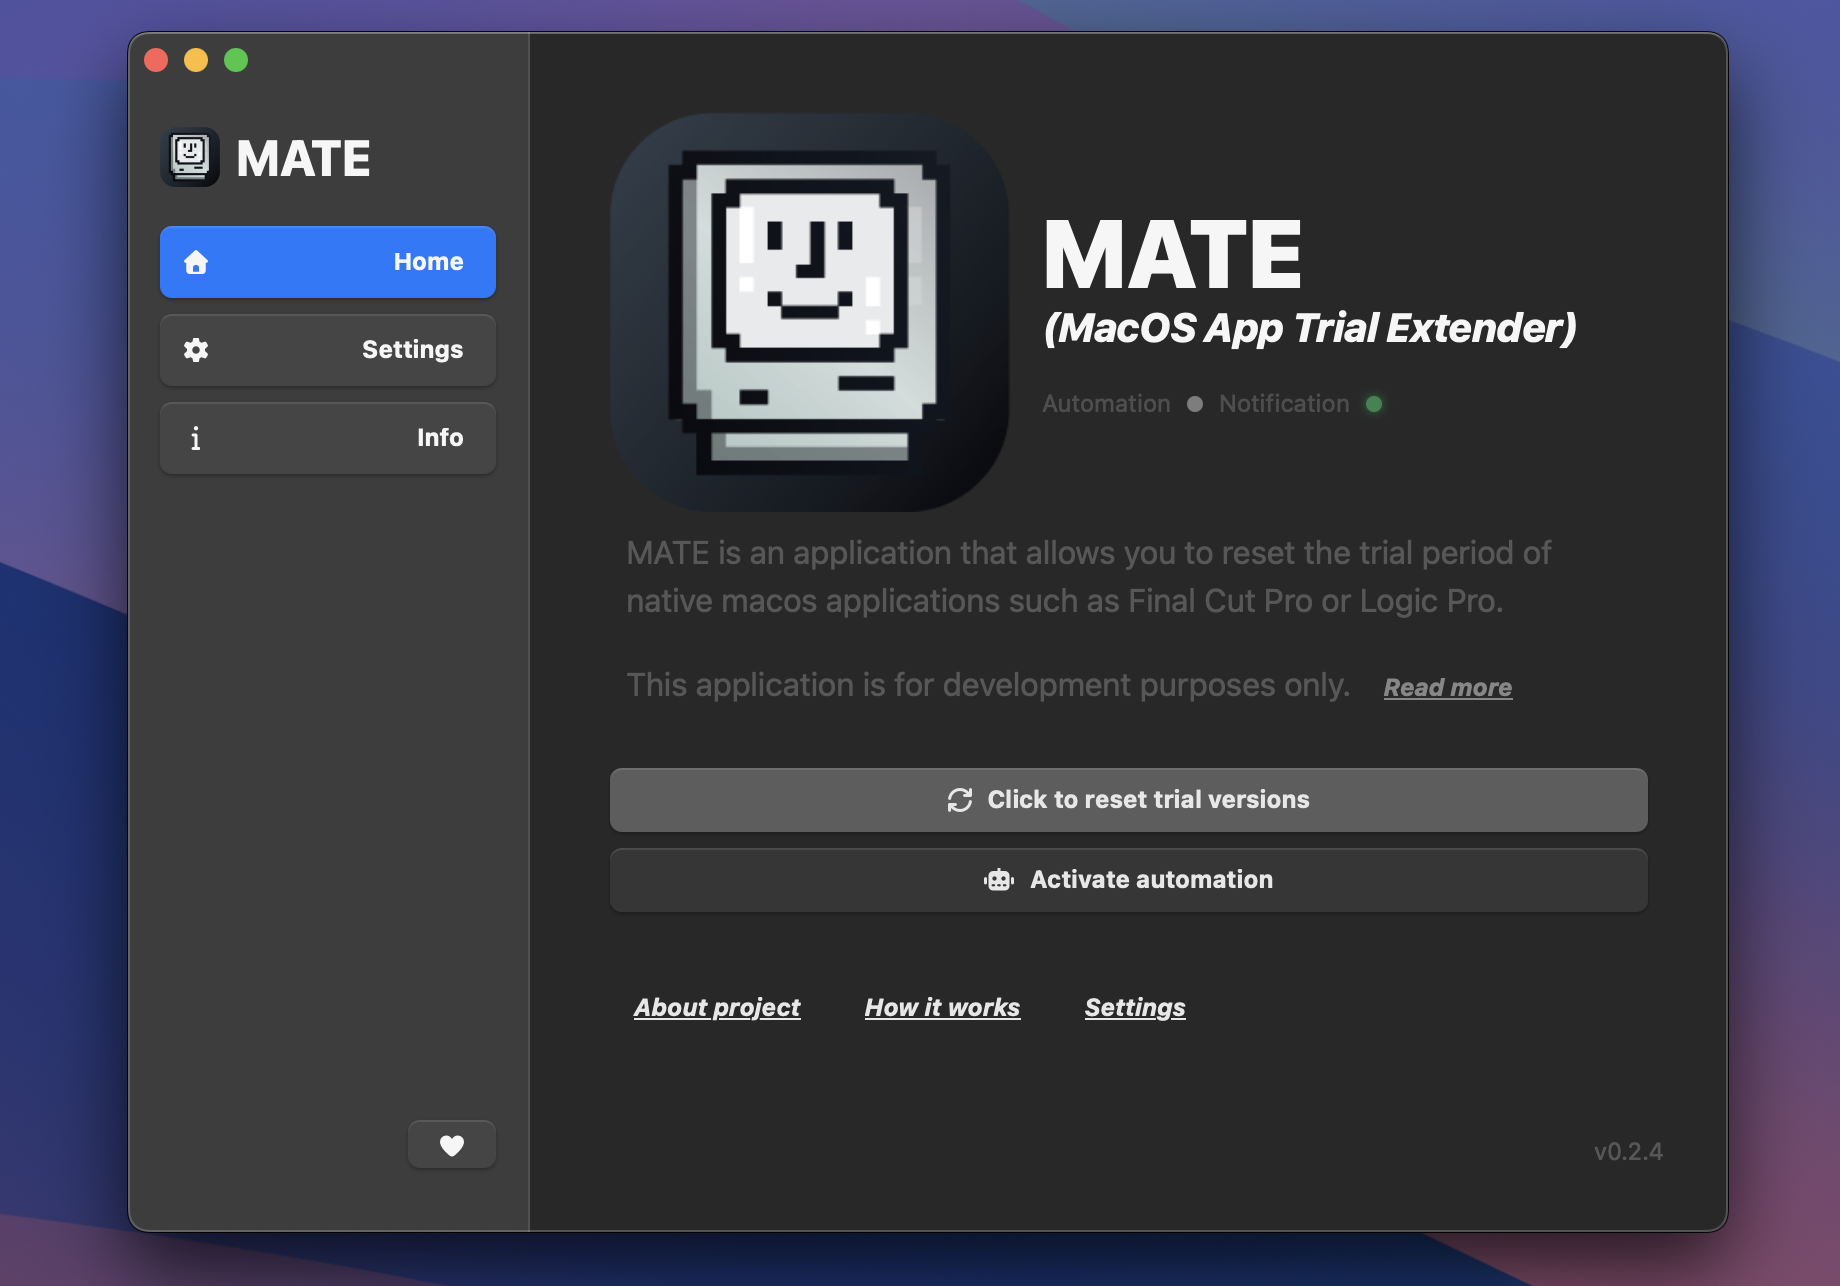 MATE
Home
Settings
Info
MATE
(MacOS App Trial Extender)
Automation Notification
MATE is an application that allows you to reset the trial period of
native macos applications such as Final Cut Pro or Logic Pro.
This application is for development purposes only. Read more
Click to reset trial versions
Activate automation
About project How it works Settings
v0.2.4